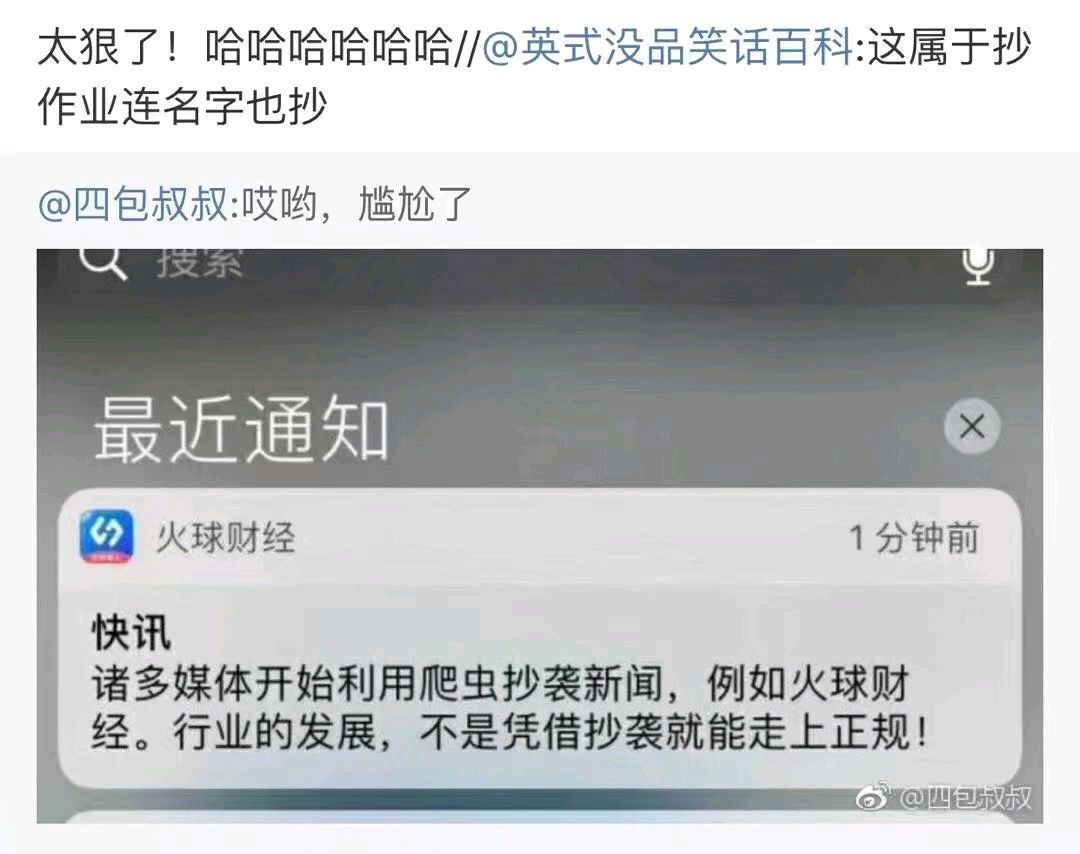 太狠了！哈哈哈哈哈哈//@英式没品笑话百科:这属于抄
作业连名字也抄
@四包叔叔:哎哟，尴尬了
搜索
最近通知
火球财经
1 分钟前
快讯
诸多媒体开始利用爬虫抄袭新闻，例如火球财
经。行业的发展，不是凭借抄袭就能走上正规！
@四包叔叔